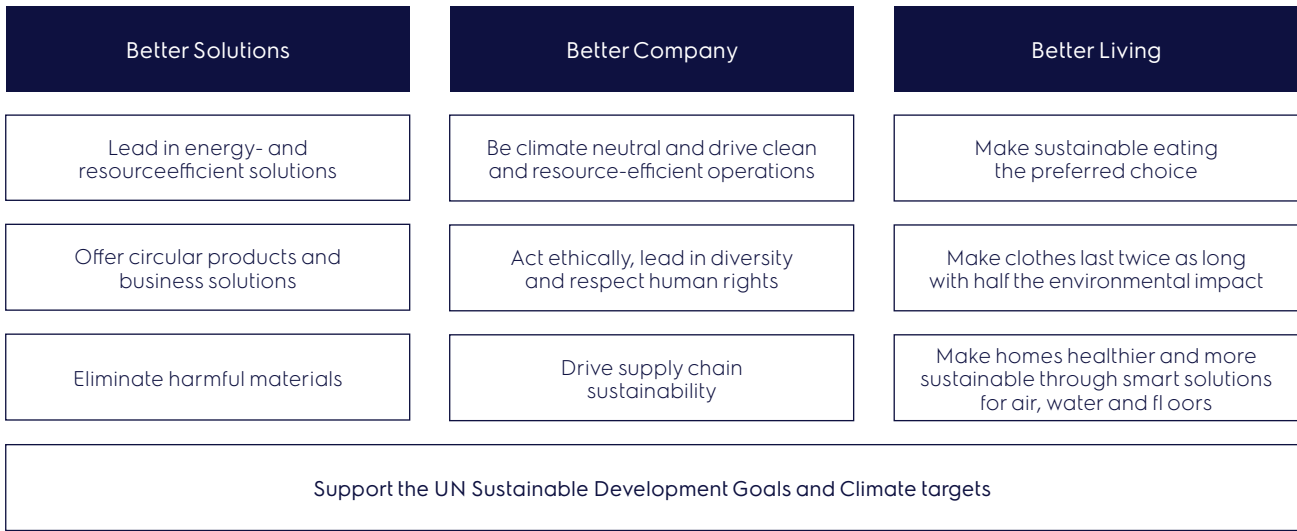 Better Solutions
Better Company
Better Living
Lead in energy- and
resourceefficient solutions
Be climate neutral and drive clean
and resource-efficient operations
Make sustainable eating
the preferred choice
Offer circular products and
business solutions
Act ethically, lead in diversity
and respect human rights
Make clothes last twice as long
with half the environmental impact
Eliminate harmful materials
Drive supply chain
sustainability
Make homes healthier and more
sustainable through smart solutions
for air, water and fl oors
Support the UN Sustainable Development Goals and Climate targets